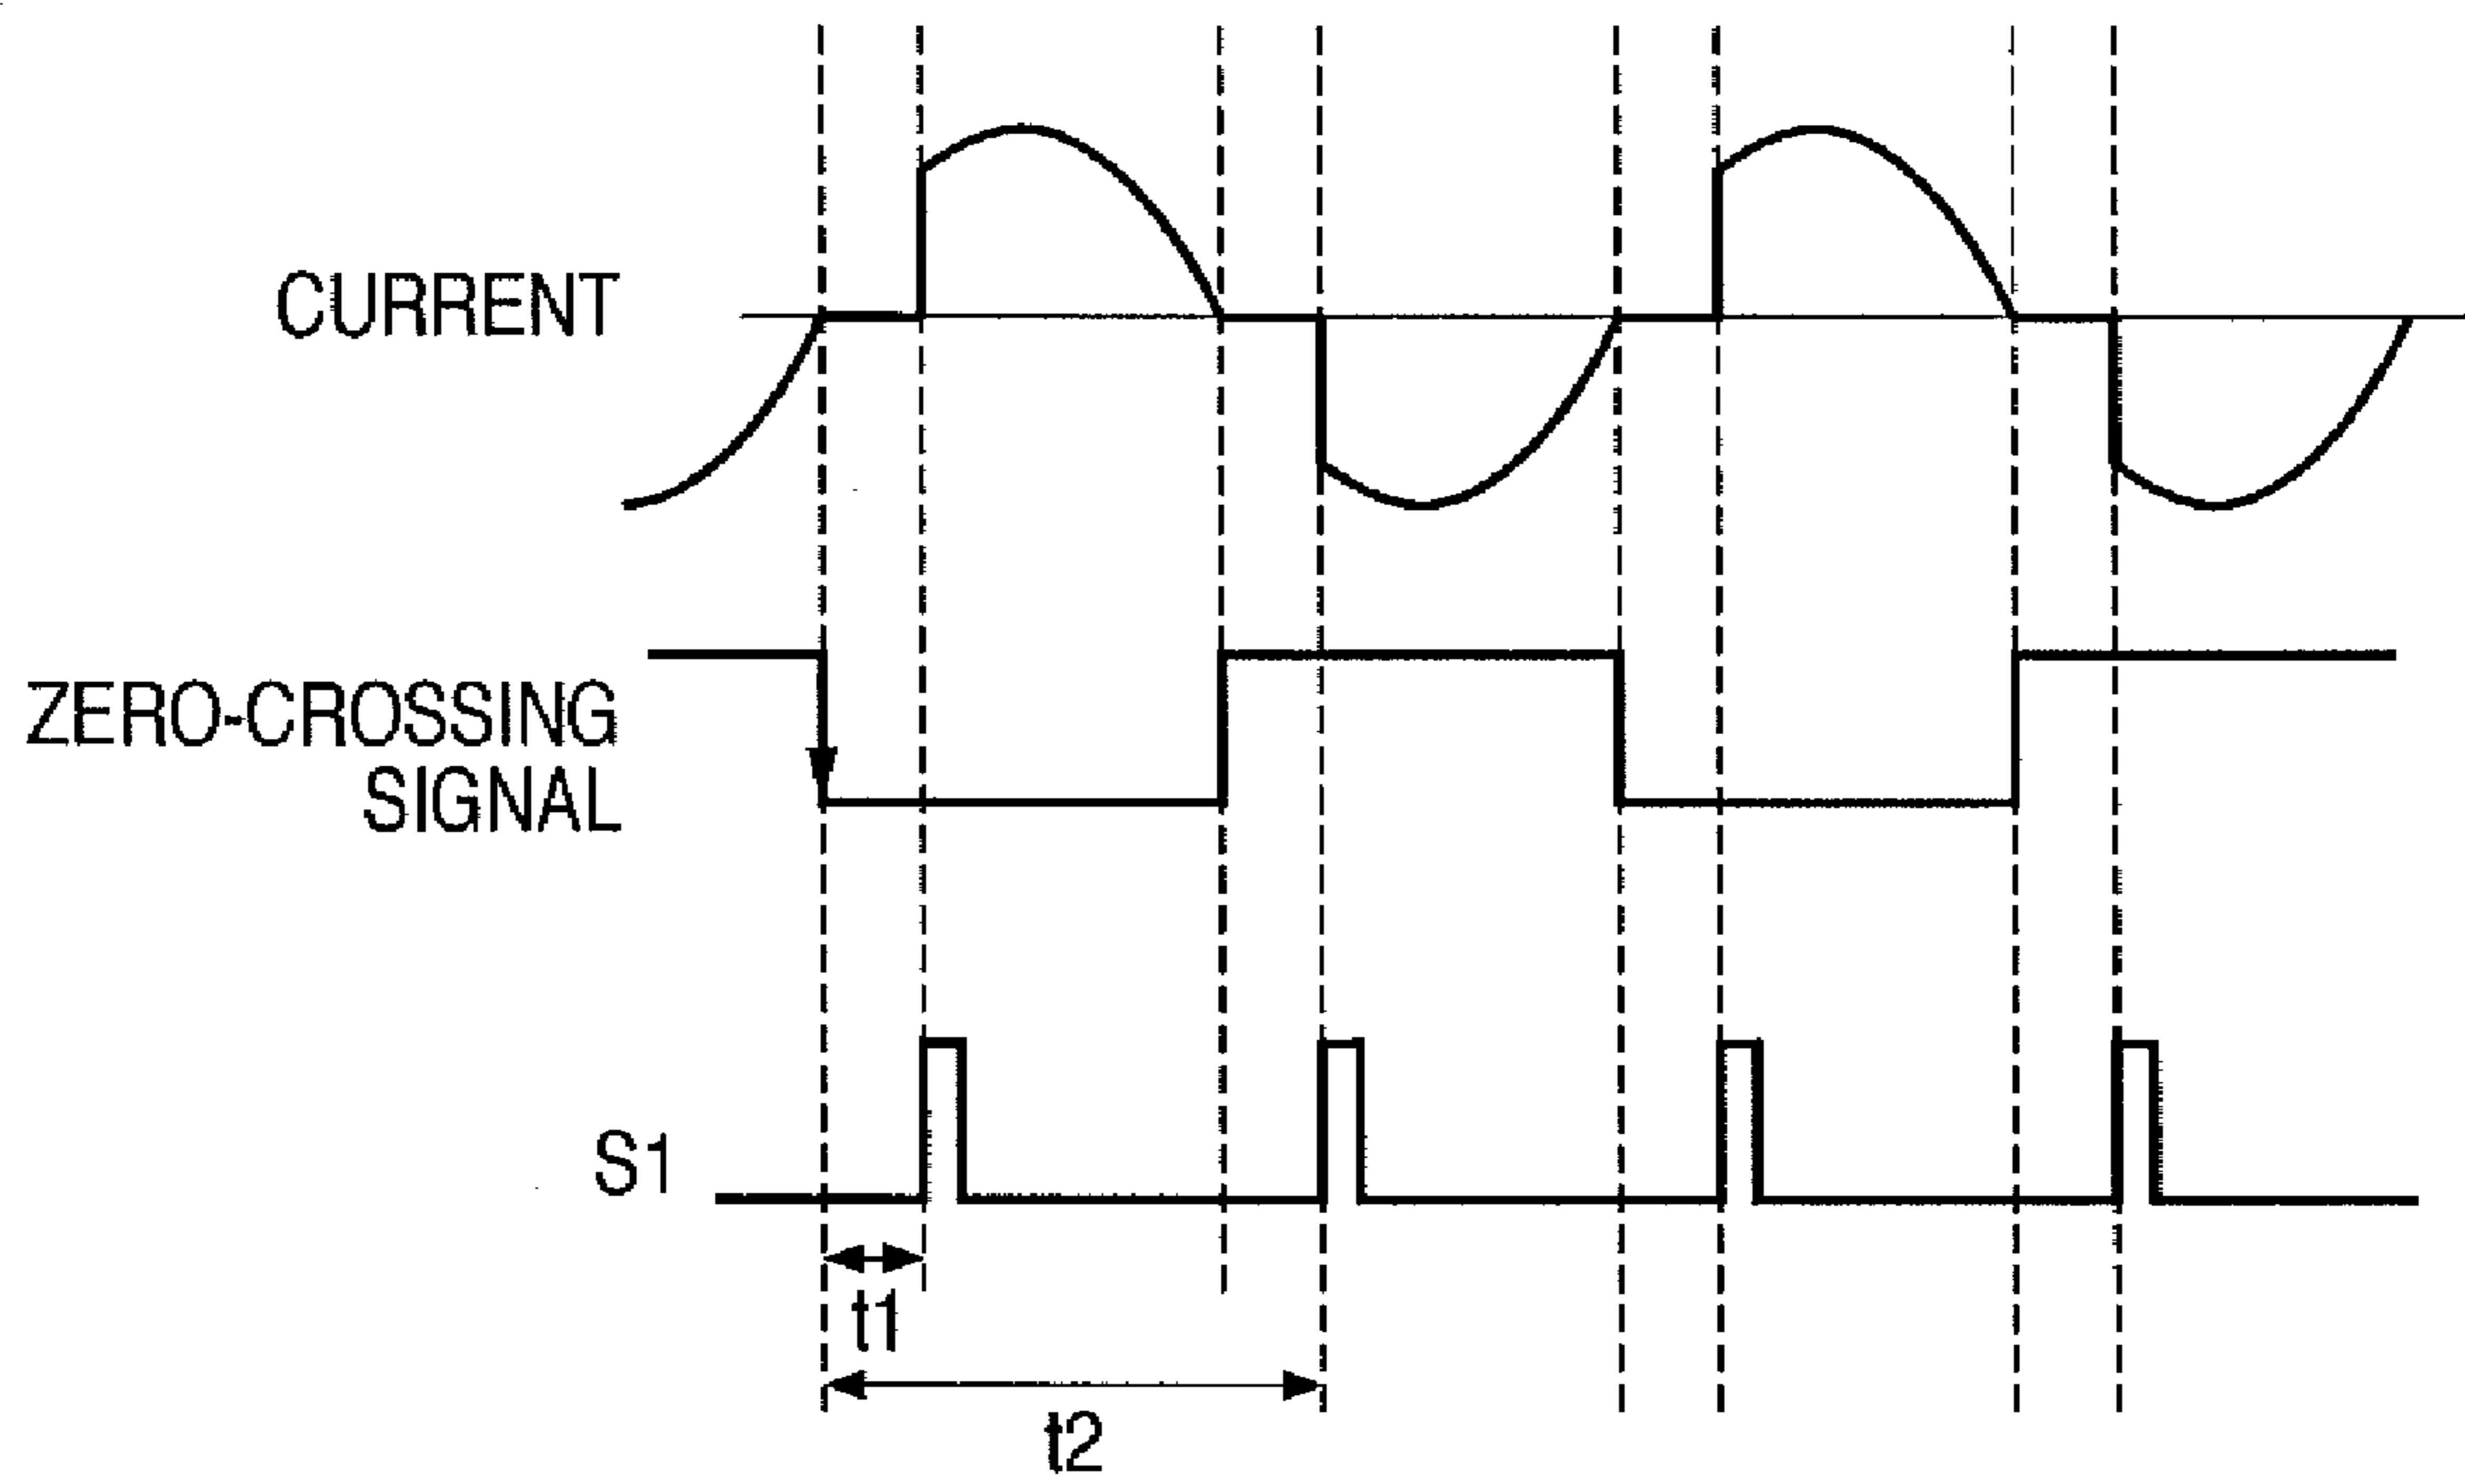 CURRENT
ZERO-CROSSING
SIGNAL
S1
t1
t2